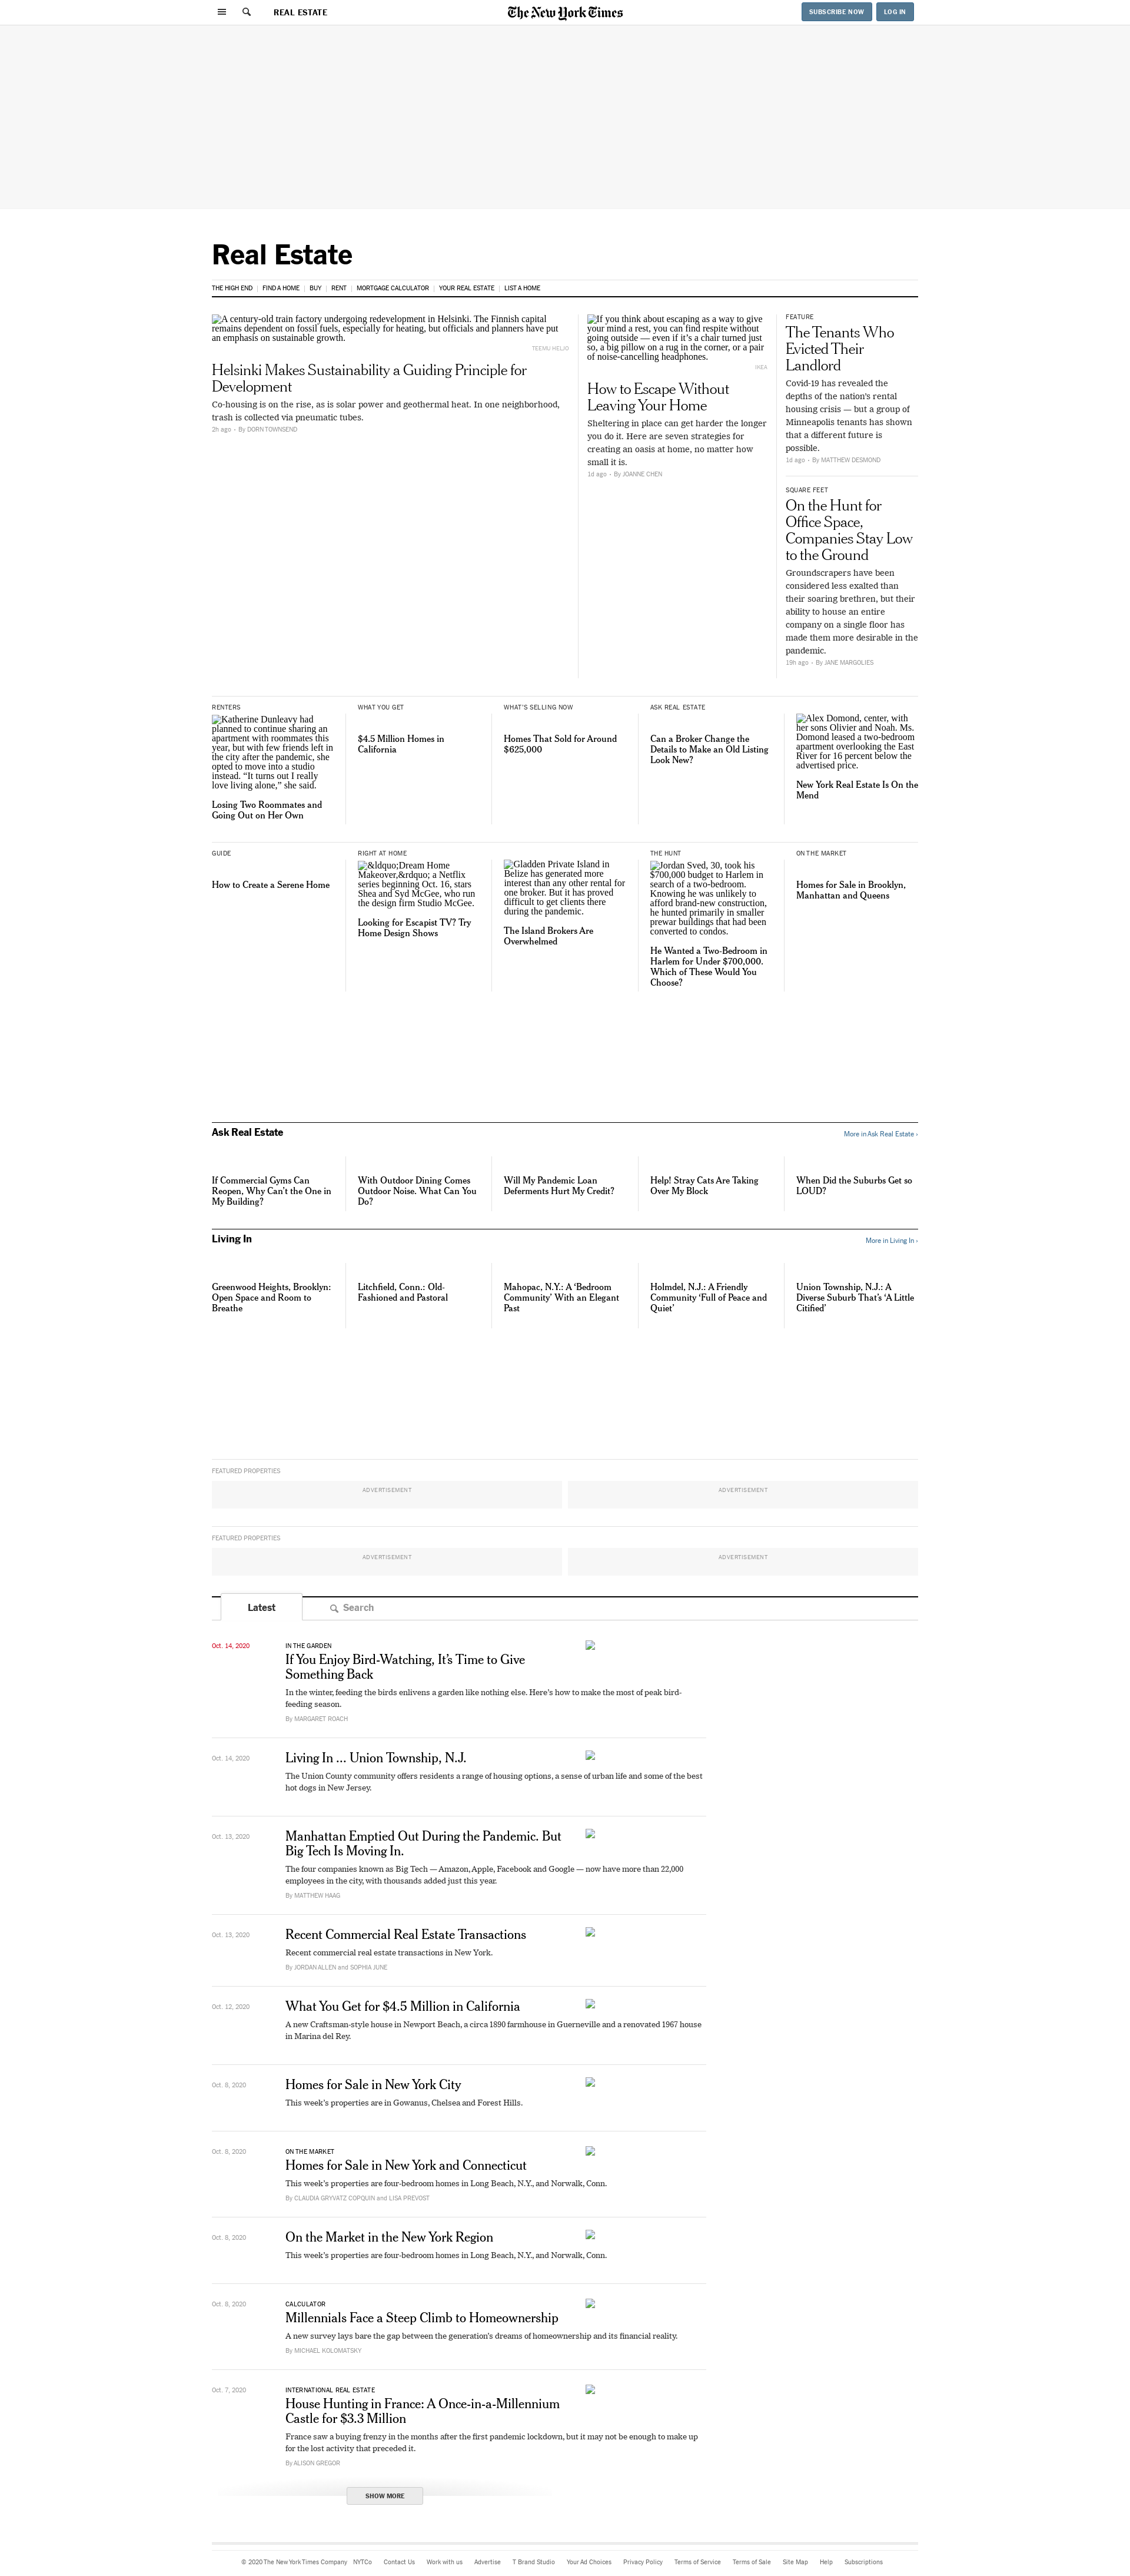 REAL ESTATE
The New York Times
SUBSCRIBE NOW
LOG IN
Real Estate
THE HIGH END
FIND A HOME
BUY
RENT
MORTGAGE CALCULATOR
YOUR REAL ESTATE
LIST A HOME
A century-old train factory undergoing redevelopment in Helsinki. The Finnish capital
remains dependent on fossil fuels, especially for heating, but officials and planners have put
an emphasis on sustainable growth.
TEEMU HELJO
Helsinki Makes Sustainability a Guiding Principle for
Development
Co-housing is on the rise, as is solar power and geothermal heat. In one neighborhood,
trash is collected via pneumatic tubes.
2h ago • By DORN TOWNSEND
If you think about escaping as a way to give
your mind a rest, you can find respite without
going outside — even if it's a chair turned just
so, a big pillow on a rug in the corner, or a pair
of noise-cancelling headphones.
IKEA
How to Escape Without
Leaving Your Home
Sheltering in place can get harder the longer
you do it. Here are seven strategies for
creating an oasis at home, no matter how
small it is.
1d ago • By JOANNE CHEN
FEATURE
The Tenants Who
Evicted Their
Landlord
Covid-19 has revealed the
depths of the nation's rental
housing crisis — but a group of
Minneapolis tenants has shown
that a different future is
possible.
1d ago • By MATTHEW DESMOND
SQUARE FEET
On the Hunt for
Office Space,
Companies Stay Low
to the Ground
Groundscrapers have been
considered less exalted than
their soaring brethren, but their
ability to house an entire
company on a single floor has
made them more desirable in the
pandemic.
19h ago • By JANE MARGOLIES
RENTERS
Katherine Dunleavy had
planned to continue sharing an
apartment with roommates this
year, but with few friends left in
the city after the pandemic, she
opted to move into a studio
instead. “It turns out I really
love living alone,” she said.
Losing Two Roommates and
Going Out on Her Own
WHAT YOU GET
$4.5 Million Homes in
California
WHAT'S SELLING NOW
Homes That Sold for Around
$625,000
ASK REAL ESTATE
Can a Broker Change the
Details to Make an Old Listing
Look New?
Alex Domond, center, with
her sons Olivier and Noah. Ms.
Domond leased a two-bedroom
apartment overlooking the East
River for 16 percent below the
advertised price.
New York Real Estate Is On the
Mend
GUIDE
How to Create a Serene Home
RIGHT AT HOME
&ldquo;Dream Home
Makeover,&rdquo; a Netflix
series beginning Oct. 16, stars
Shea and Syd McGee, who run
the design firm Studio McGee.
Looking for Escapist TV? Try
Home Design Shows
Gladden Private Island in
Belize has generated more
interest than any other rental for
one broker. But it has proved
difficult to get clients there
during the pandemic.
The Island Brokers Are
Overwhelmed
THE HUNT
Jordan Sved, 30, took his
$700,000 budget to Harlem in
search of a two-bedroom.
Knowing he was unlikely to
afford brand-new construction,
he hunted primarily in smaller
prewar buildings that had been
converted to condos.
He Wanted a Two-Bedroom in
Harlem for Under $700,000.
Which of These Would You
Choose?
ON THE MARKET
Homes for Sale in Brooklyn,
Manhattan and Queens
Ask Real Estate
More in Ask Real Estate ›
If Commercial Gyms Can
Reopen, Why Can't the One in
My Building?
With Outdoor Dining Comes
Outdoor Noise. What Can You
Do?
Will My Pandemic Loan
Deferments Hurt My Credit?
Help! Stray Cats Are Taking
Over My Block
When Did the Suburbs Get so
LOUD?
Living In
More in Living In ›
Greenwood Heights, Brooklyn:
Open Space and Room to
Breathe
Litchfield, Conn.: Old-
Fashioned and Pastoral
Mahopac, N.Y.: A ‘Bedroom
Community’ With an Elegant
Past
Holmdel, N.J.: A Friendly
Community ‘Full of Peace and
Quiet’
Union Township, N.J.: A
Diverse Suburb That's ‘A Little
Citified’
FEATURED PROPERTIES
ADVERTISEMENT
ADVERTISEMENT
FEATURED PROPERTIES
ADVERTISEMENT
ADVERTISEMENT
Latest
Search
Oct. 14, 2020
IN THE GARDEN
If You Enjoy Bird-Watching, It's Time to Give
Something Back
In the winter, feeding the birds enlivens a garden like nothing else. Here's how to make the most of peak bird-
feeding season.
By MARGARET ROACH
Oct. 14, 2020
Living In ... Union Township, N.J.
The Union County community offers residents a range of housing options, a sense of urban life and some of the best
hot dogs in New Jersey.
Oct. 13, 2020
Manhattan Emptied Out During the Pandemic. But
Big Tech Is Moving In.
The four companies known as Big Tech — Amazon, Apple, Facebook and Google — now have more than 22,000
employees in the city, with thousands added just this year.
By MATTHEW HAAG
Oct. 13, 2020
Recent Commercial Real Estate Transactions
Recent commercial real estate transactions in New York.
By JORDAN ALLEN and SOPHIA JUNE
Oct. 12, 2020
What You Get for $4.5 Million in California
A new Craftsman-style house in Newport Beach, a circa 1890 farmhouse in Guerneville and a renovated 1967 house
in Marina del Rey.
Oct. 8, 2020
Homes for Sale in New York City
This week's properties are in Gowanus, Chelsea and Forest Hills.
Oct. 8, 2020
ON THE MARKET
Homes for Sale in New York and Connecticut
This week's properties are four-bedroom homes in Long Beach, N.Y., and Norwalk, Conn.
By CLAUDIA GRYVATZ COPQUIN and LISA PREVOST
Oct. 8, 2020
On the Market in the New York Region
This week's properties are four-bedroom homes in Long Beach, N.Y., and Norwalk, Conn.
Oct. 8, 2020
CALCULATOR
Millennials Face a Steep Climb to Homeownership
A new survey lays bare the gap between the generation's dreams of homeownership and its financial reality.
By MICHAEL KOLOMATSKY
Oct. 7, 2020
INTERNATIONAL REAL ESTATE
House Hunting in France: A Once-in-a-Millennium
Castle for $3.3 Million
France saw a buying frenzy in the months after the first pandemic lockdown, but it may not be enough to make up
for the lost activity that preceded it.
By ALISON GREGOR
SHOW MORE
© 2020 The New York Times Company
NYTCo
Contact Us
Work with us
Advertise
T Brand Studio
Your Ad Choices
Privacy Policy
Terms of Service
Terms of Sale
Site Map
Help
Subscriptions